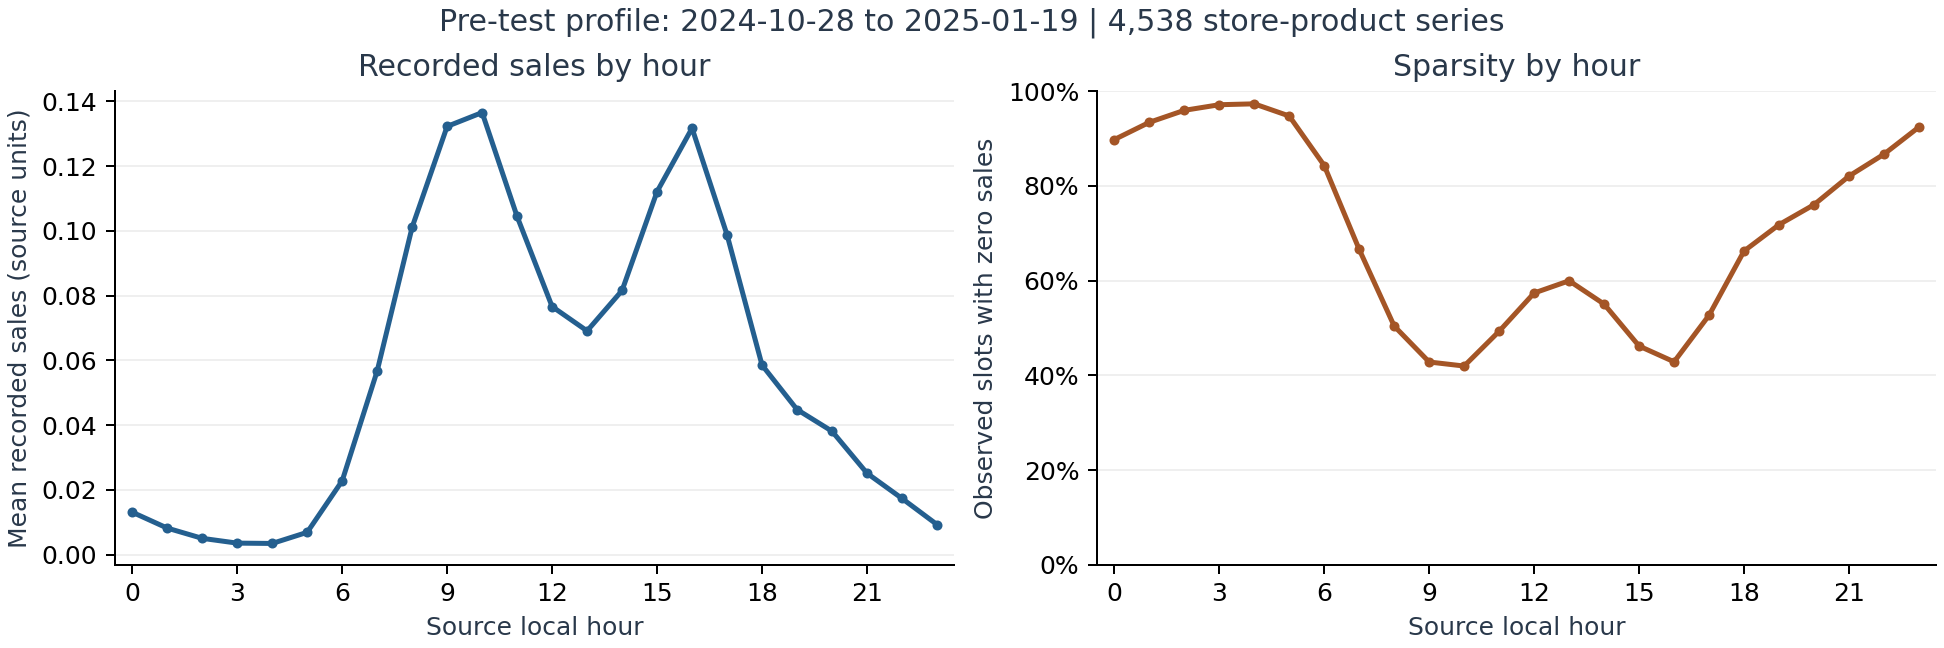 Pre-test profile: 2024-10-28 to 2025-01-19 | 4,538 store-product series
Recorded sales by hour
Mean recorded sales (source units)
0.14
0.12
0.10
0.08
0.06
0.04
0.02
0.00
0 3 6 9 12 15 18 21
Source local hour
Sparsity by hour
Observed slots with zero sales
100%
80%
60%
40%
20%
0%
0 3 6 9 12 15 18 21
Source local hour